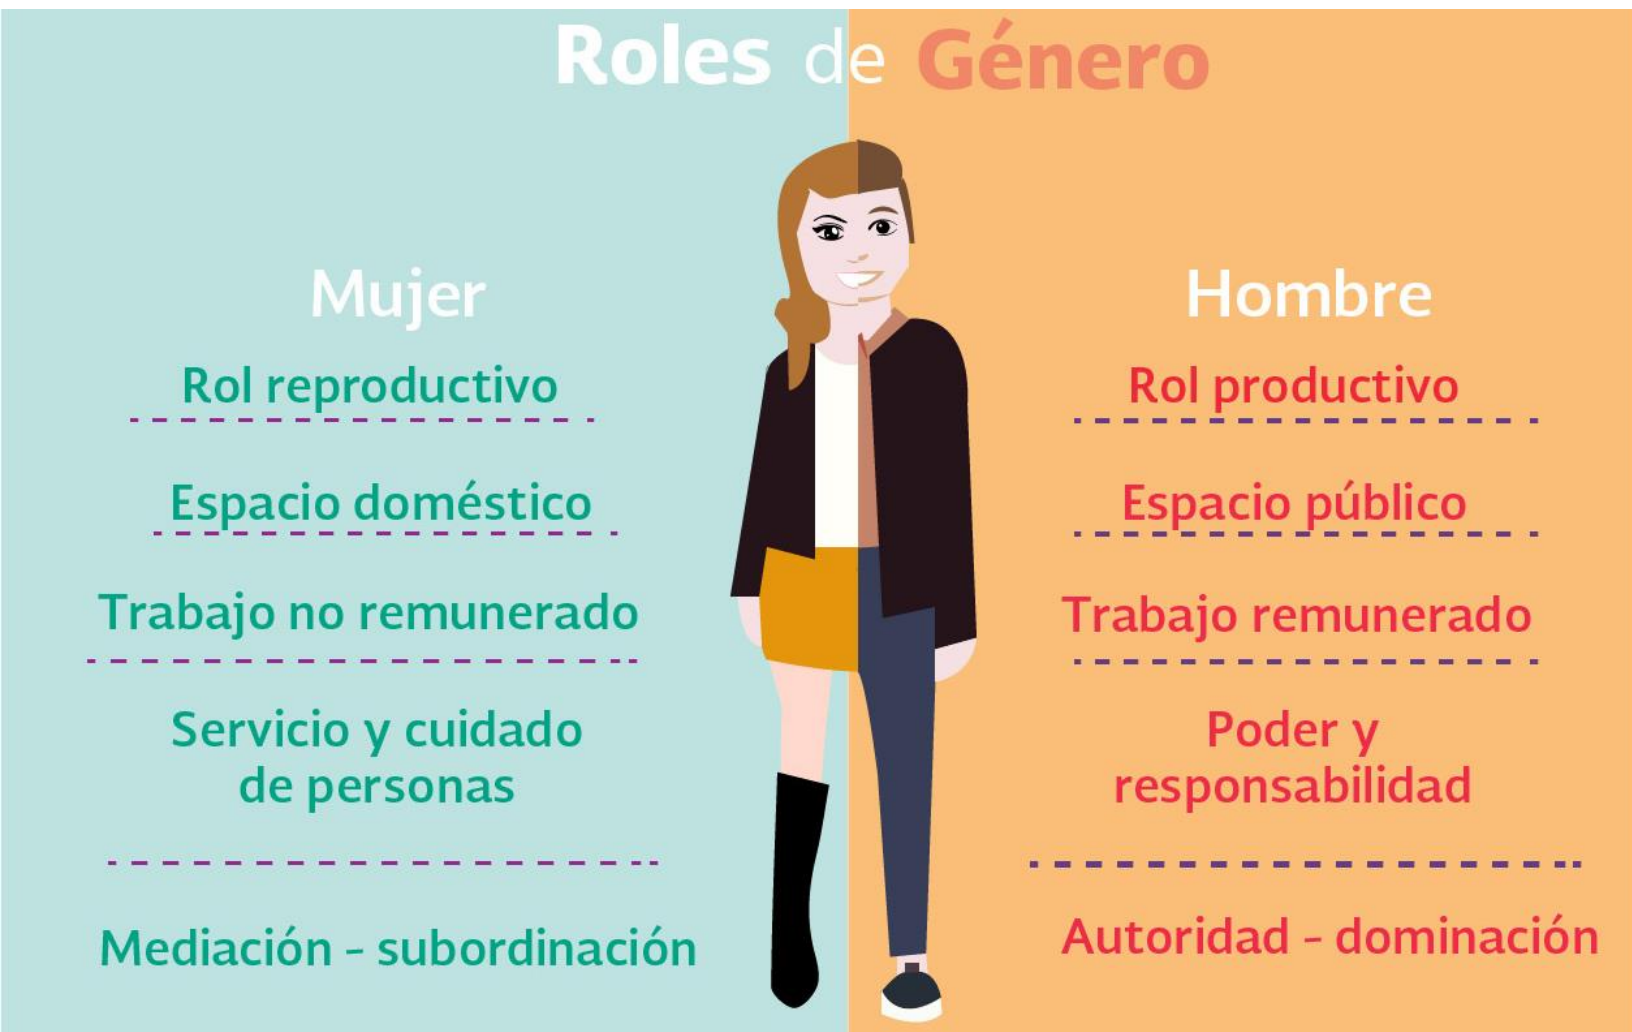 Roles de Género
Mujer
Rol reproductivo
Espacio doméstico
Trabajo no remunerado
Servicio y cuidado
de personas
Mediación - subordinación
Hombre
Rol productivo
Espacio público
Trabajo remunerado
Poder y
responsabilidad
Autoridad - dominación